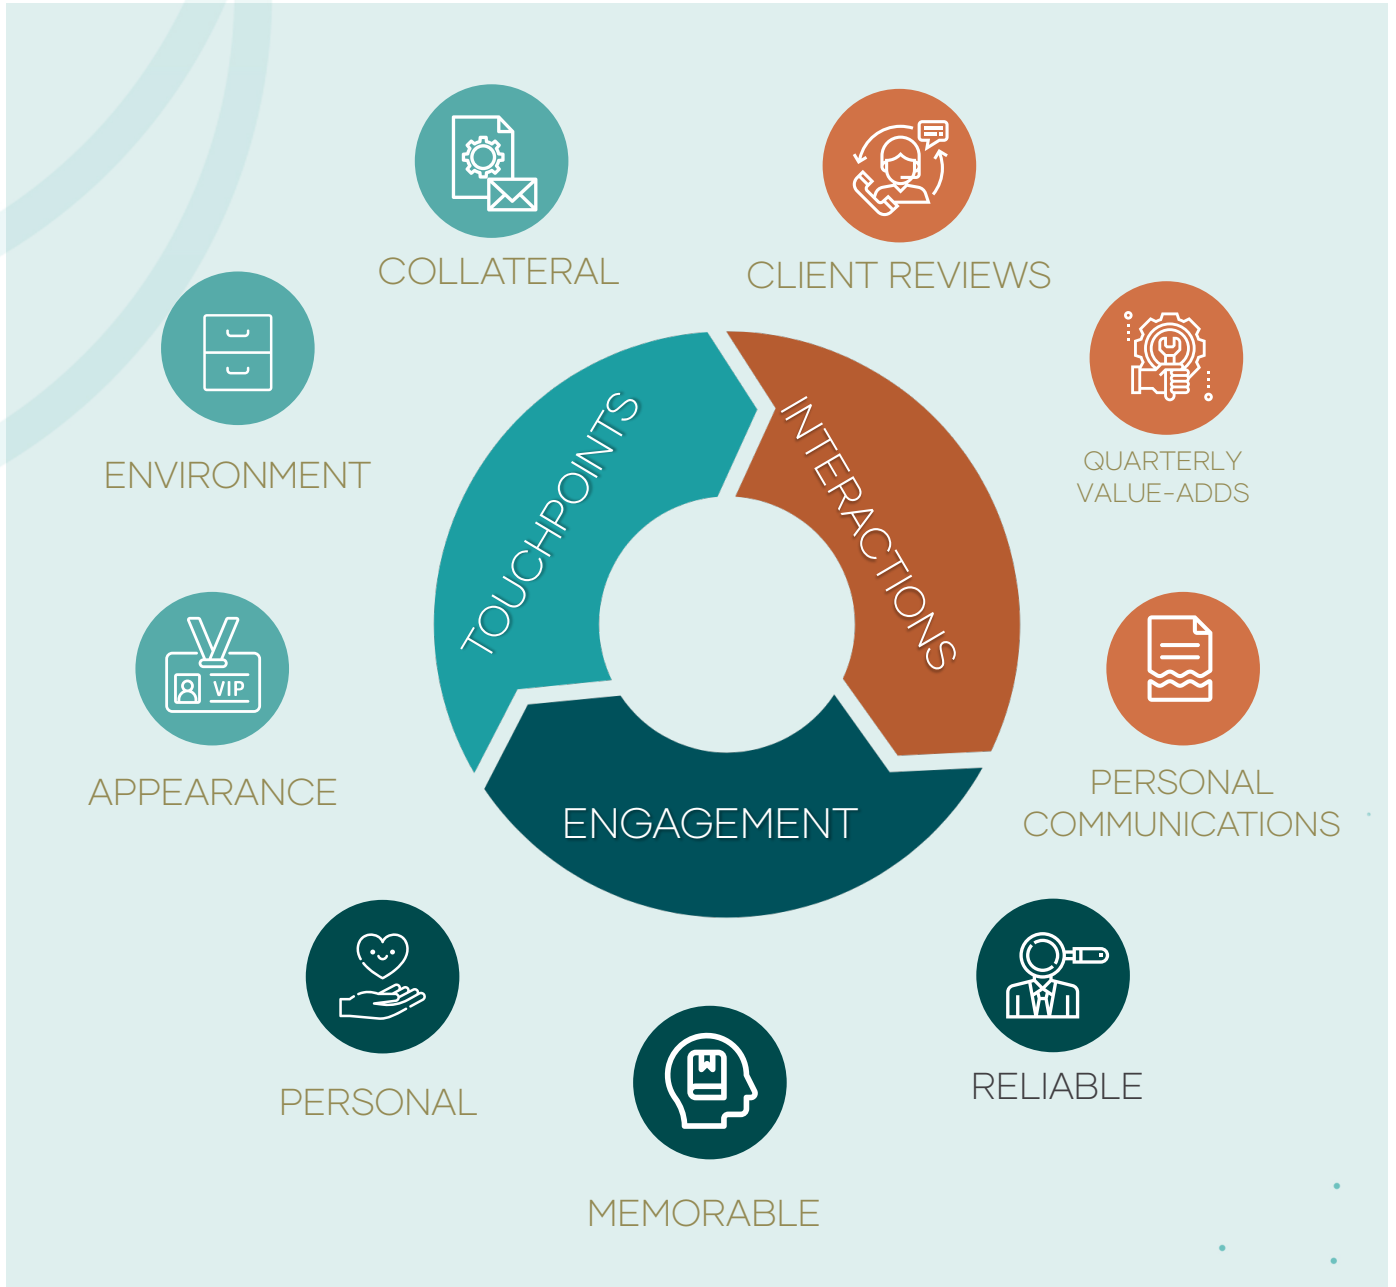 COLLATERAL
CLIENT REVIEWS
ENVIRONMENT
QUARTERLY
VALUE-ADDS
TOUCHPOINTS
INTERACTIONS
VIP
APPEARANCE
PERSONAL
COMMUNICATIONS
ENGAGEMENT
PERSONAL
RELIABLE
MEMORABLE